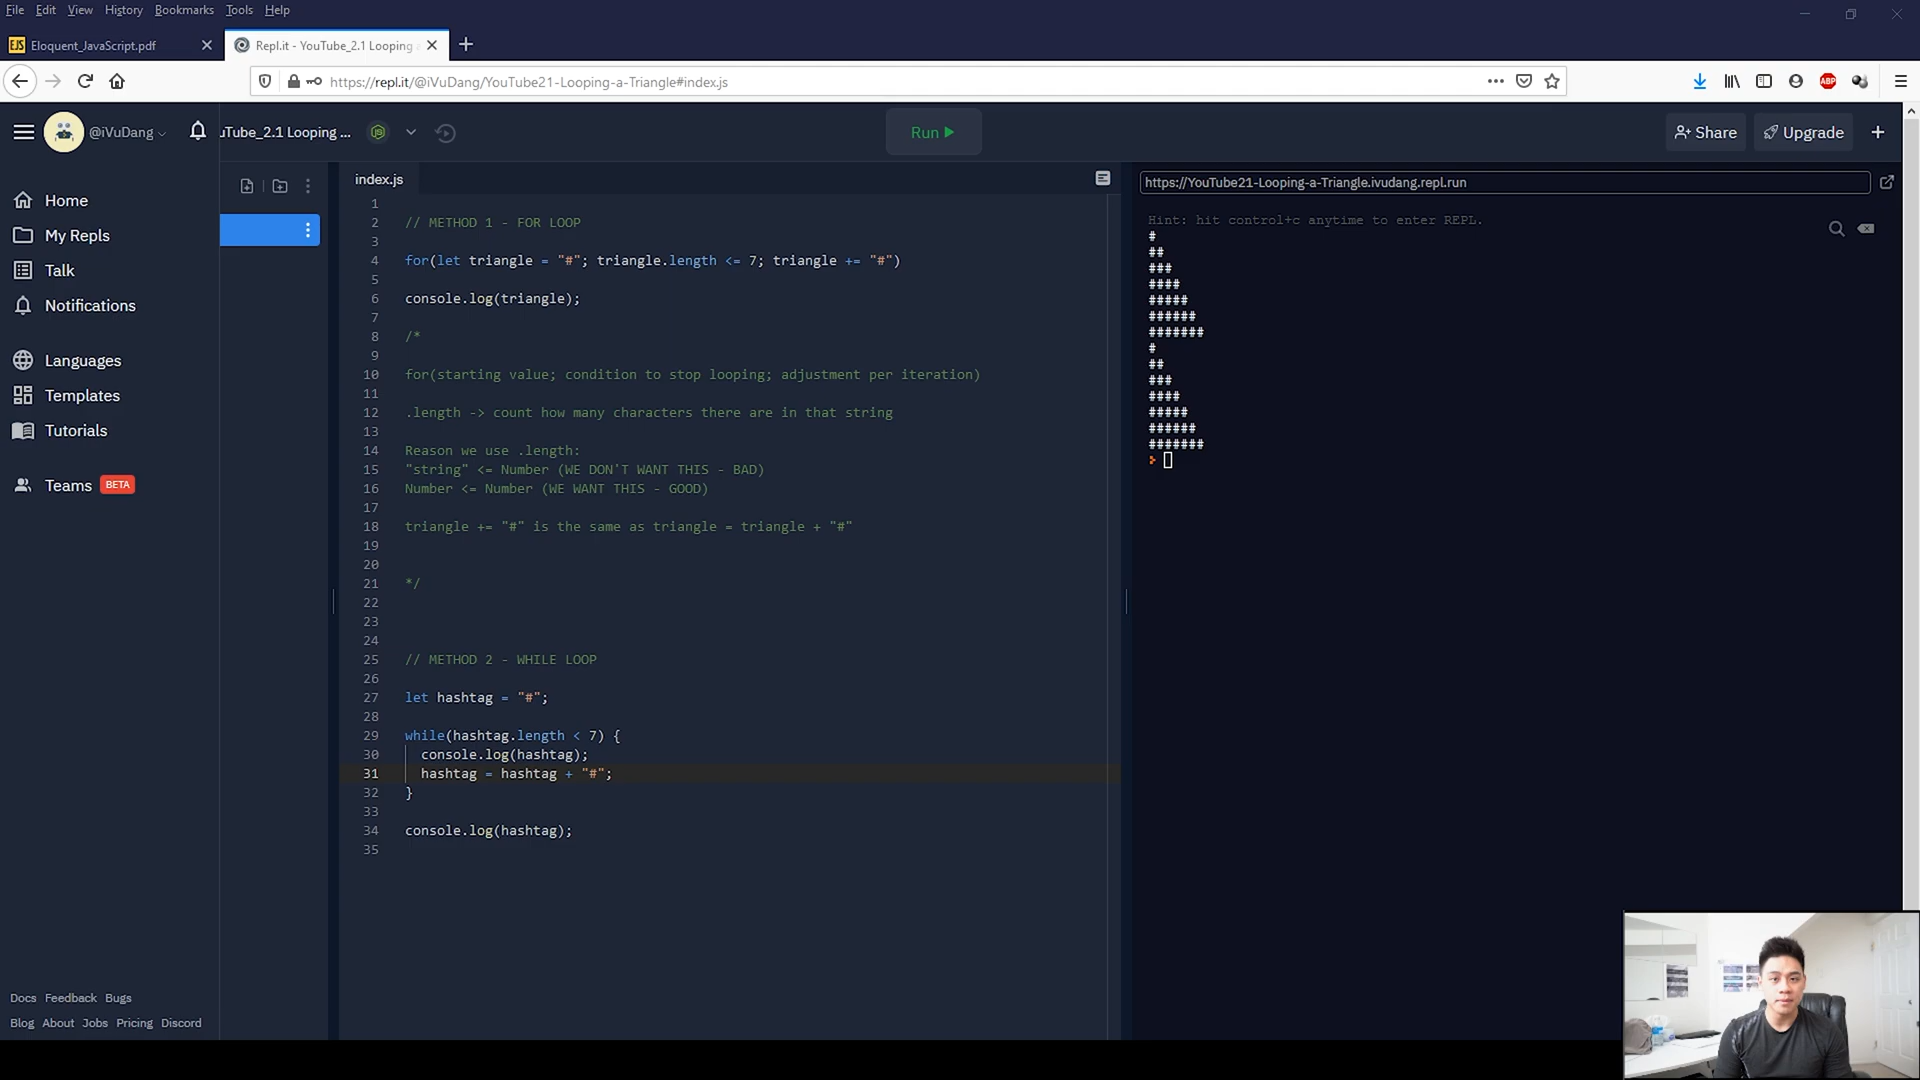 File Edit View History Bookmarks Tools Help
EJS Eloquent_JavaScript.pdf
Repl.it - YouTube_2.1 Looping
https://repl.it/@iVuDang/YouTube21-Looping-a-Triangle#index.js
ABP
@iVuDang
uTube_2.1 Looping ...
Run
Share
Upgrade
Home
My Repls
Talk
Notifications
Languages
Templates
Tutorials
Teams BETA
Docs Feedback Bugs
Blog About Jobs Pricing Discord
index.js
1
2 // METHOD 1 - FOR LOOP
3
4 for(let triangle = "#"; triangle.length <= 7; triangle += "#")
5
6 console.log(triangle);
7
8 /*
9
10 for(starting value; condition to stop looping; adjustment per iteration)
11
12 .length -> count how many characters there are in that string
13
14 Reason we use .length:
15 "string" <= Number (WE DON'T WANT THIS - BAD)
16 Number <= Number (WE WANT THIS - GOOD)
17
18 triangle += "#" is the same as triangle = triangle + "#"
19
20
21 */
22
23
24
25 // METHOD 2 - WHILE LOOP
26
27 let hashtag = "#";
28
29 while(hashtag.length < 7) {
30 console.log(hashtag);
31 hashtag = hashtag + "#";
32 }
33
34 console.log(hashtag);
35
https://YouTube21-Looping-a-Triangle.ivudang.repl.run
Hint: hit control+c anytime to enter REPL.
#
##
###
####
#####
######
#######
#
##
###
####
#####
######
#######
>